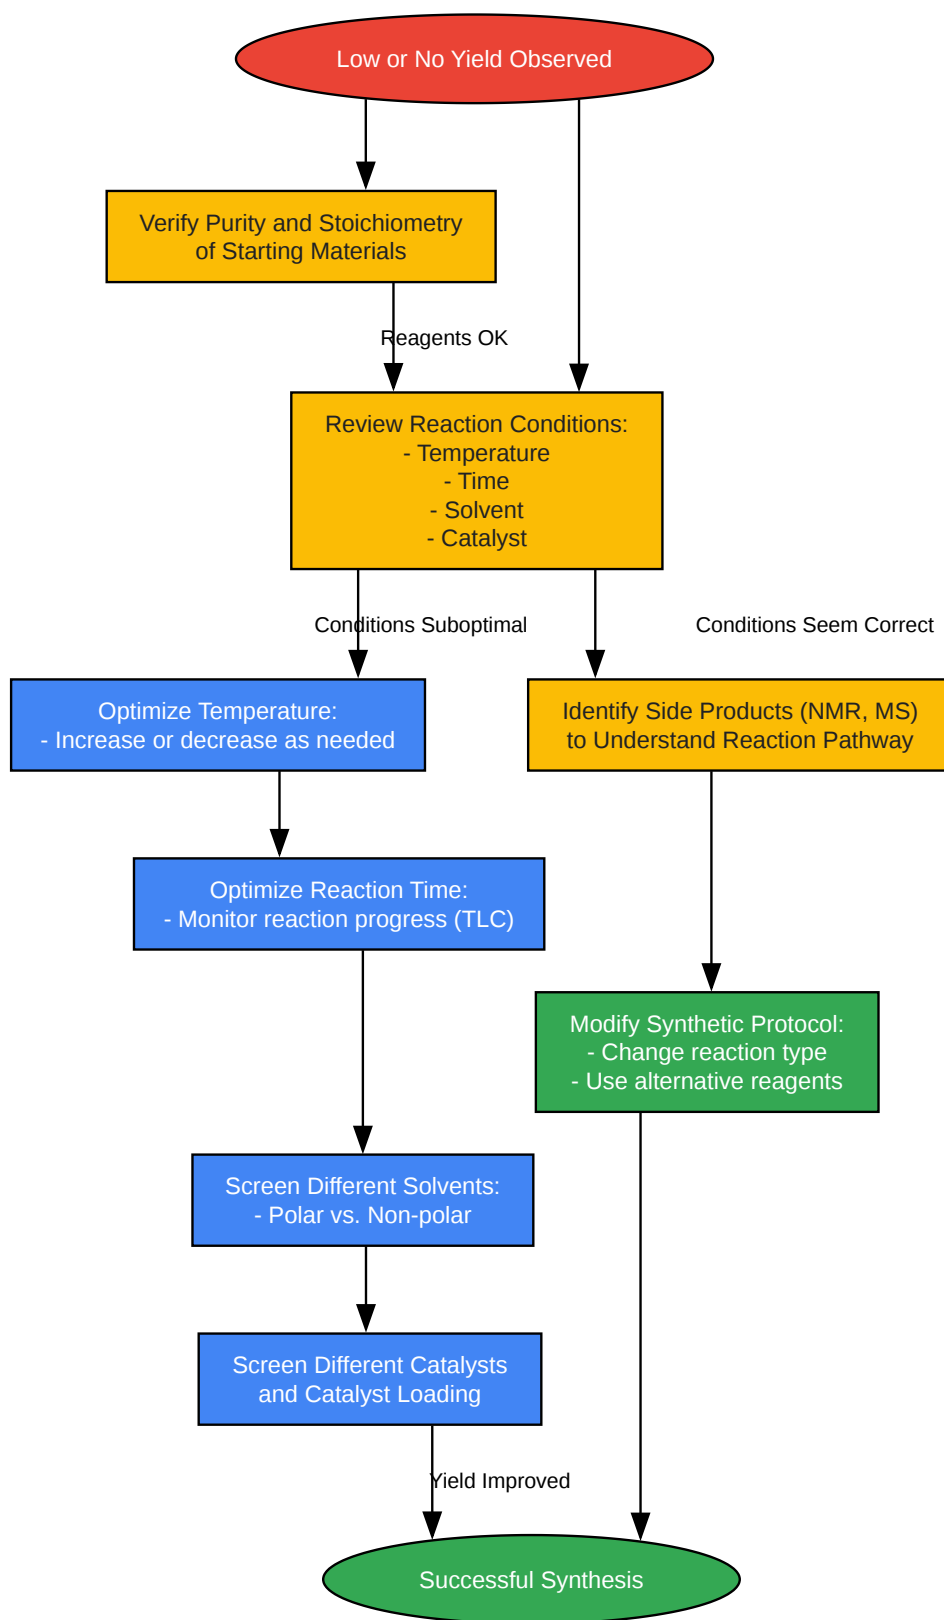 Low or No Yield Observed
Verify Purity and Stoichiometry
of Starting Materials
Reagents OK
Review Reaction Conditions:
- Temperature
- Time
- Solvent
- Catalyst
Conditions Suboptimal
Conditions Seem Correct
Optimize Temperature:
- Increase or decrease as needed
Identify Side Products (NMR, MS)
to Understand Reaction Pathway
Optimize Reaction Time:
- Monitor reaction progress (TLC)
Modify Synthetic Protocol:
- Change reaction type
- Use alternative reagents
Screen Different Solvents:
- Polar vs. Non-polar
Screen Different Catalysts
and Catalyst Loading
Yield Improved
Successful Synthesis